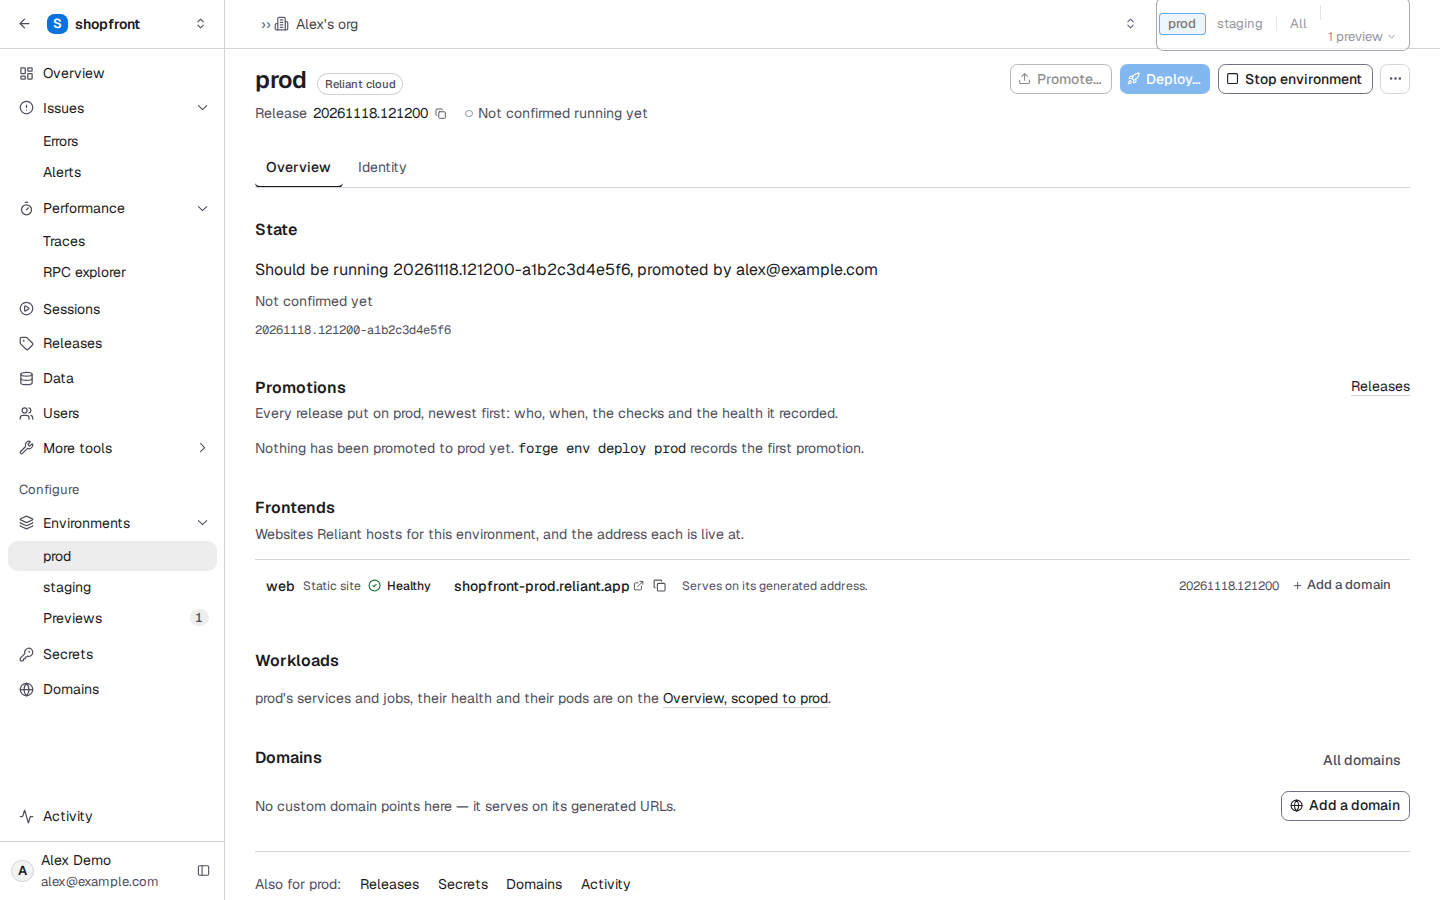 S shopfront
Alex's org
prod staging All 1 preview
Overview
Issues
Errors
Alerts
Performance
Traces
RPC explorer
Sessions
Releases
Data
Users
More tools
Configure
Environments
prod
staging
Previews 1
Secrets
Domains
Activity
A Alex Demo
alex@example.com
prod Reliant cloud
Promote... Deploy... Stop environment
Release 20261118.121200 Not confirmed running yet
Overview Identity
State
Should be running 20261118.121200-a1b2c3d4e5f6, promoted by alex@example.com
Not confirmed yet
20261118.121200-a1b2c3d4e5f6
Promotions Releases
Every release put on prod, newest first: who, when, the checks and the health it recorded.
Nothing has been promoted to prod yet. forge env deploy prod records the first promotion.
Frontends
Websites Reliant hosts for this environment, and the address each is live at.
web Static site Healthy shopfront-prod.reliant.app Serves on its generated address. 20261118.121200 + Add a domain
Workloads
prod's services and jobs, their health and their pods are on the Overview, scoped to prod.
Domains All domains
No custom domain points here — it serves on its generated URLs. Add a domain
Also for prod: Releases Secrets Domains Activity